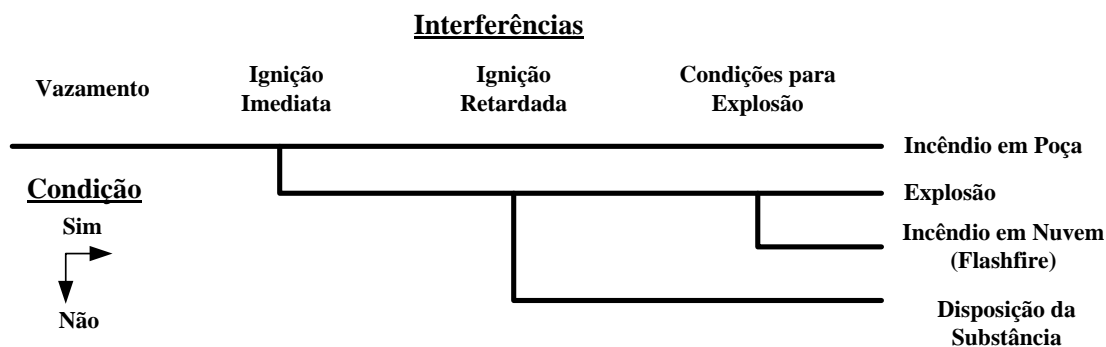 Interferências
Vazamento
Ignição
Imediata
Ignição
Retardada
Condições para
Explosão
Incêndio em Poça
Condição
Sim
Não
Explosão
Incêndio em Nuvem
(Flashfire)
Disposição da
Substância